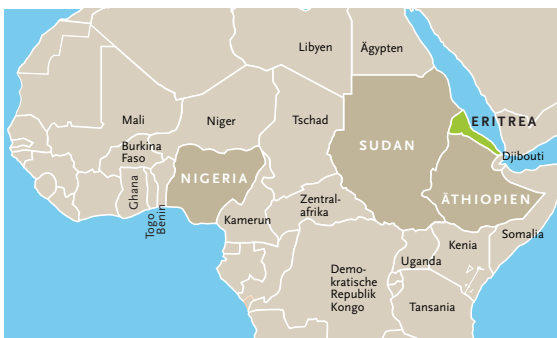 Libyen
Ägypten
Mali
Niger
Tschad
ERITREA
SUDAN
Burkina
Faso
Djibouti
NIGERIA
Ghana
Togo
Benin
Zentral-
afrika
ÄTHIOPIEN
Kamerun
Somalia
Kenia
Uganda
Demo-
kratische
Republik
Kongo
Tansania